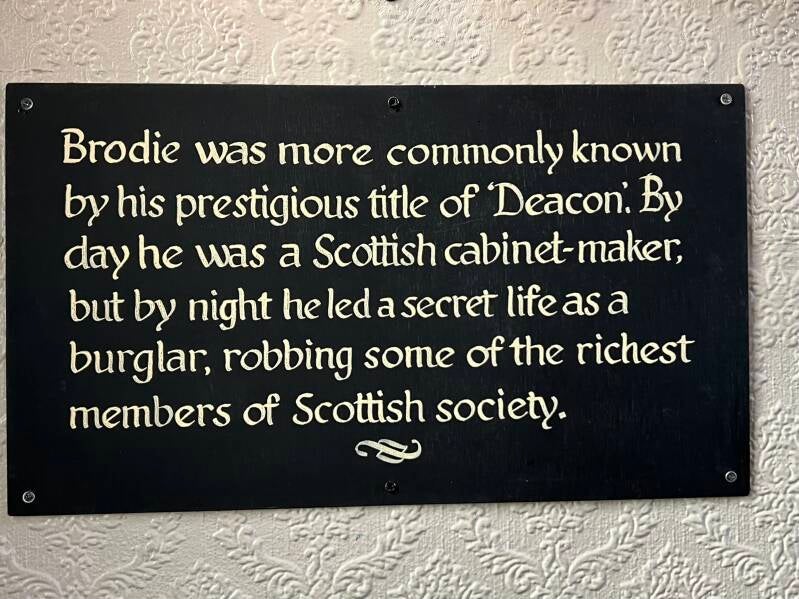 Brodie was more commonly known
by his prestigious title of 'Deacon'. By
day he was a Scottish cabinet-maker,
but by night he led a secret life as a
burglar, robbing some of the richest
members of Scottish society.